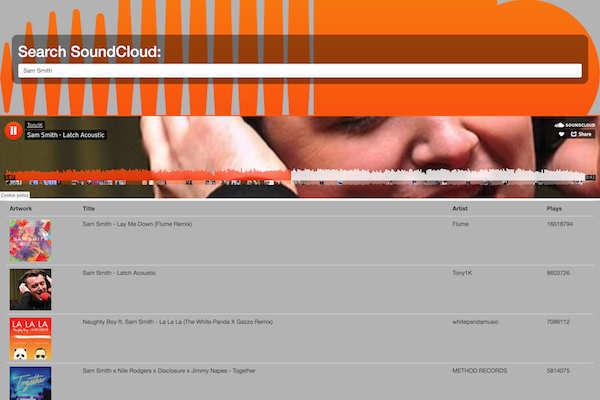 Search SoundCloud:
Sam Smith
Tony1K
SOUNDCLOUD
Sam Smith - Latch Acoustic
Share
Cookie policy
Artwork Title Artist Plays
Sam Smith - Lay Me Down (Flume Remix) Flume 16018794
Sam Smith - Latch Acoustic Tony1K 8603726
LA LA LA
Naughty Boy ft. Sam Smith - La La La (The White Panda X Gazzo Remix) whitepandamusic 7086112
Together
Sam Smith x Nile Rodgers x Disclosure x Jimmy Napes - Together METHOD RECORDS 5814075